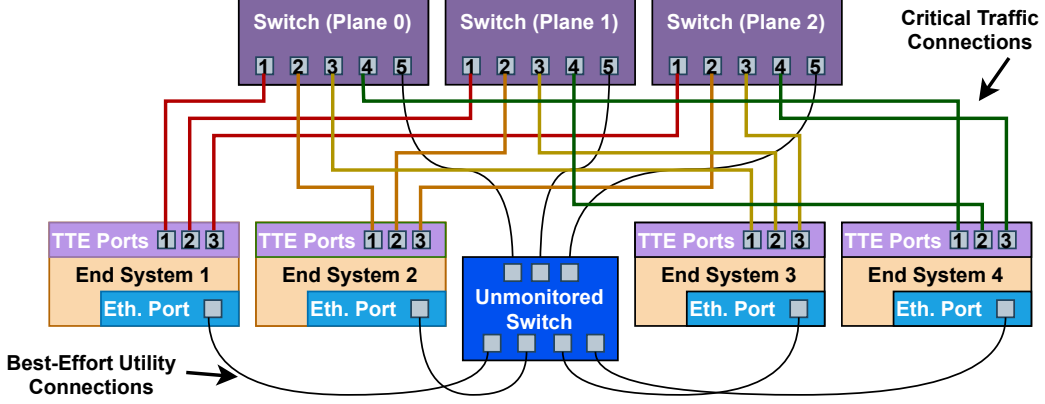 Switch (Plane 0)
Switch (Plane 1)
Switch (Plane 2)
Critical Traffic
Connections
1 2 3 4 5
1 2 3 4 5
1 2 3 4 5
TTE Ports 1 2 3
End System 1
Eth. Port
TTE Ports 1 2 3
End System 2
Eth. Port
Unmonitored
Switch
TTE Ports 1 2 3
End System 3
Eth. Port
TTE Ports 1 2 3
End System 4
Eth. Port
Best-Effort Utility
Connections